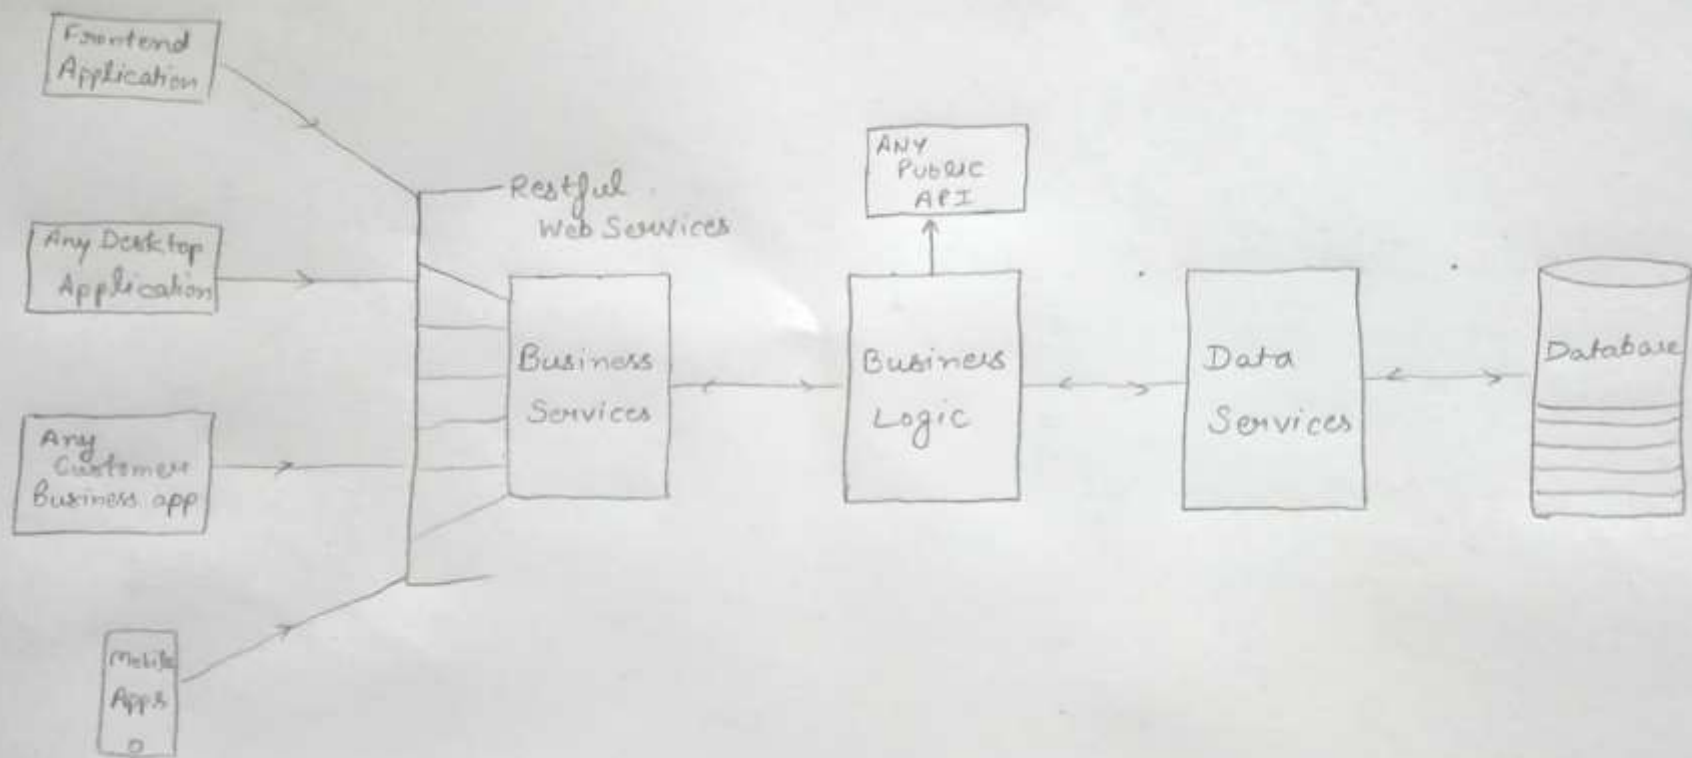 Frontend
Application
Restful
Web Services
ANY
PUBLIC
API
Any Desktop
Application
Business
Services
Business
Logic
Data
Services
Database
Any
Customer
Business app
Mobile
Apps